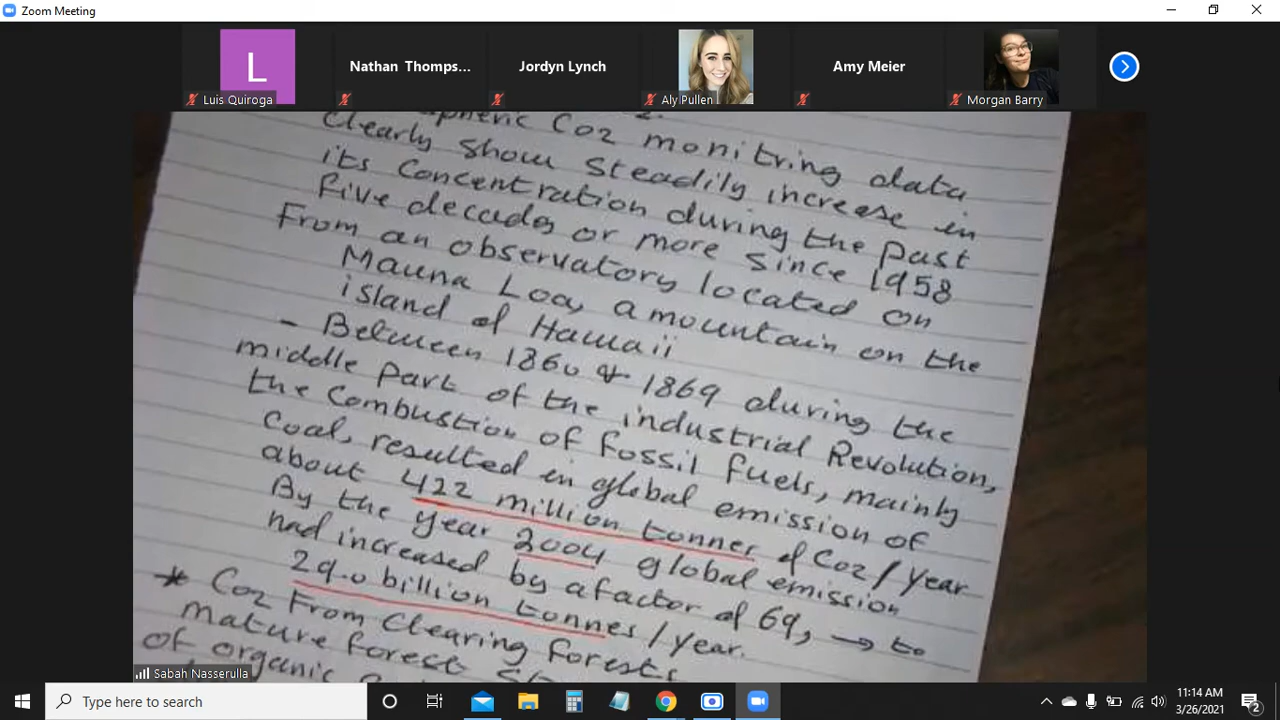 Zoom Meeting
L
Luis Quiroga
Nathan Thomps...
Jordyn Lynch
Aly Pullen
Amy Meier
Morgan Barry
Co2 monitring data
Clearly show steadily increase in
its concentration during the past
five decades or more since 1958
From an observatory located on
Mauna Loa, a mountain on the
island of Hawaii
- Between 1860 & 1869 during the
middle part of the industrial Revolution,
the combustion of fossil fuels, mainly
Coal, resulted in global emission of
about 422 million tonnes of Co2 / year
By the year 2004 global emission
had increased by a factor of 69, → to
29.0 billion tonnes / year.
* Co2 From Clearing forests
mature forest
of organic
Sabah Nasserulla
Type here to search
11:14 AM
3/26/2021
2